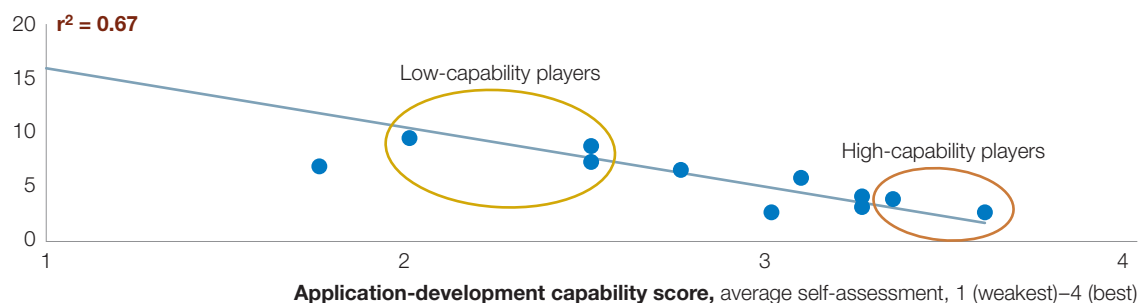 20
r² = 0.67
15
Low-capability players
10
High-capability players
5
0
1 2 3 4
Application-development capability score, average self-assessment, 1 (weakest)–4 (best)